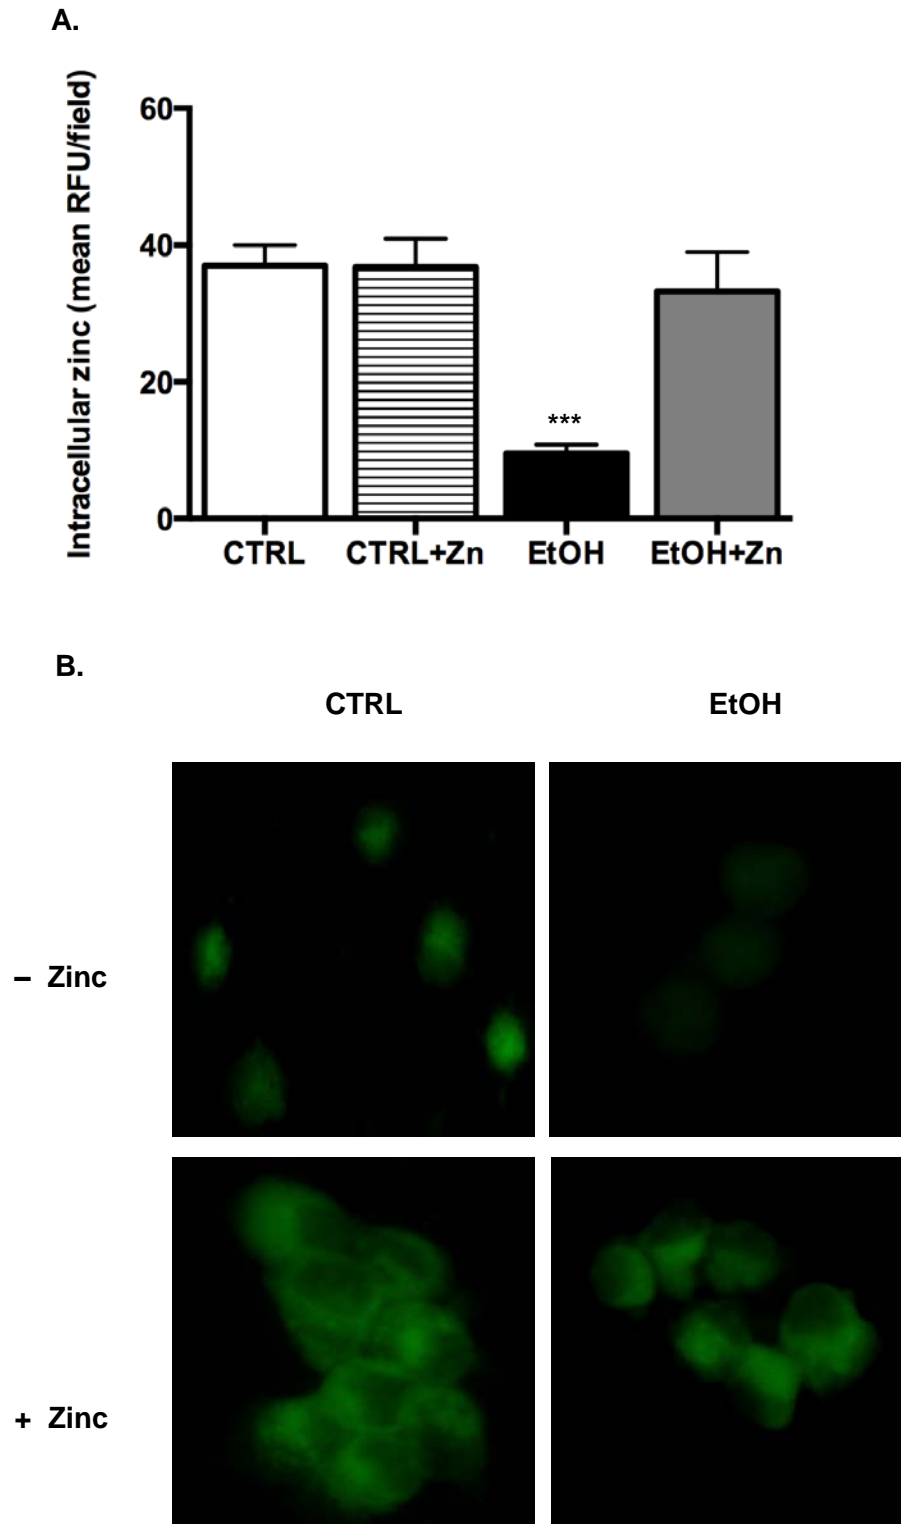 A.
Intracellular zinc (mean RFU/field)
60
40
20
0
***
CTRL CTRL+Zn EtOH EtOH+Zn
B.
CTRL EtOH
– Zinc
+ Zinc